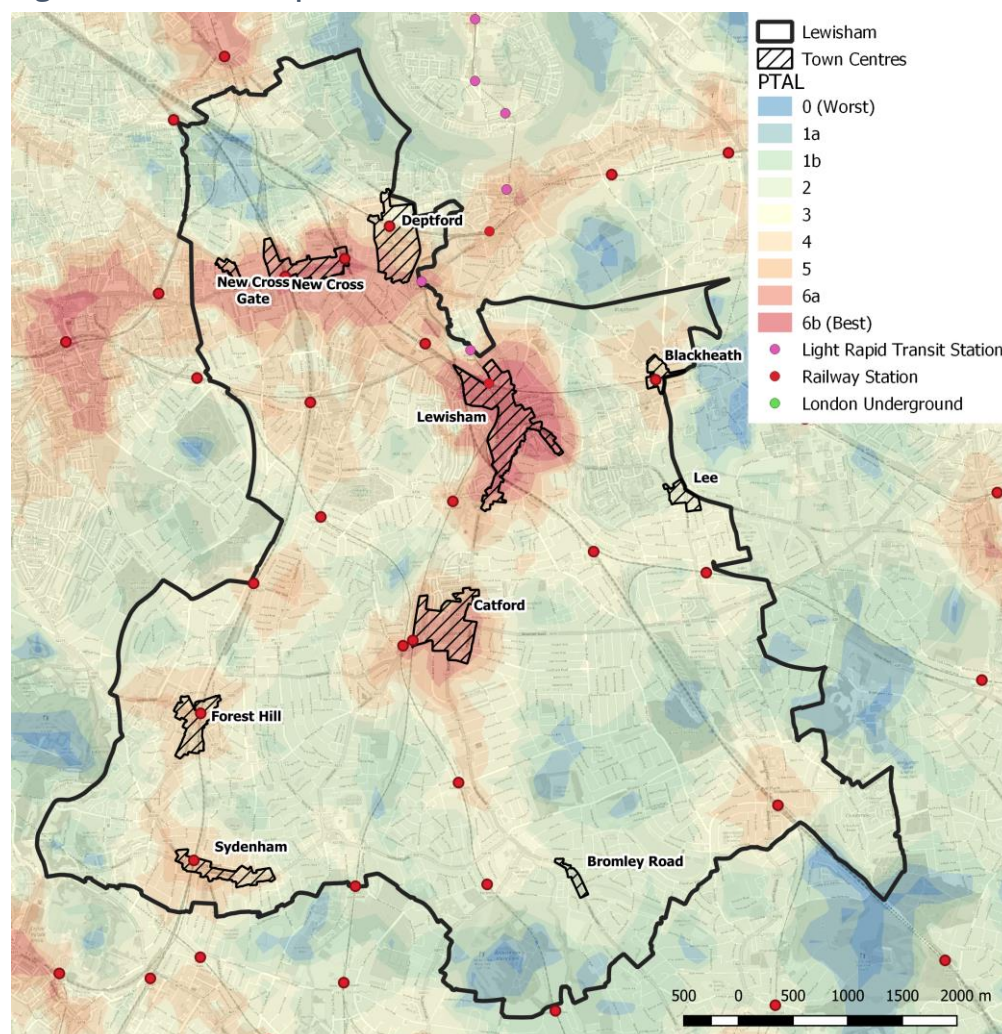 Lewisham
Town Centres
PTAL
0 (Worst)
1a
1b
2
3
4
5
6a
6b (Best)
Light Rapid Transit Station
Railway Station
London Underground
Deptford
New Cross
Gate
New Cross
Blackheath
Lewisham
Lee
Catford
Forest Hill
Sydenham
Bromley Road
500 0 500 1000 1500 2000 m